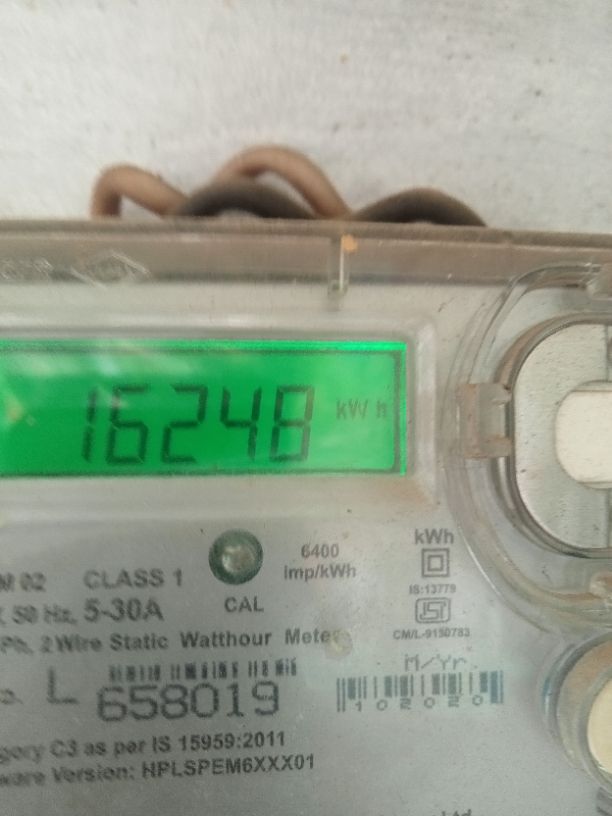 16248 kWh
6400
imp/kWh
kWh
IS:13779
CM/L-9150783
M 02 CLASS 1
50 Hz, 5-30A
CAL
Ph, 2 Wire Static Watthour Meter
M/Yr.
L 658019
102020
gory C3 as per IS 15959:2011
ware Version: HPLSPEM6XXX01
Ltd